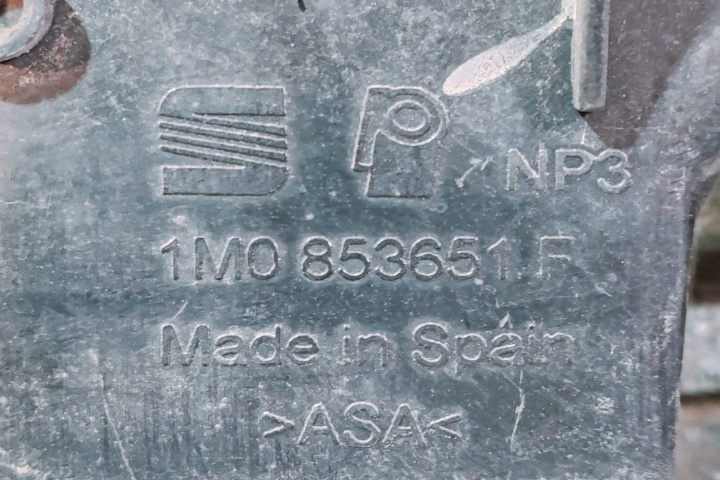 NP3
1M0 853651 F
Made in Spain
>ASA<